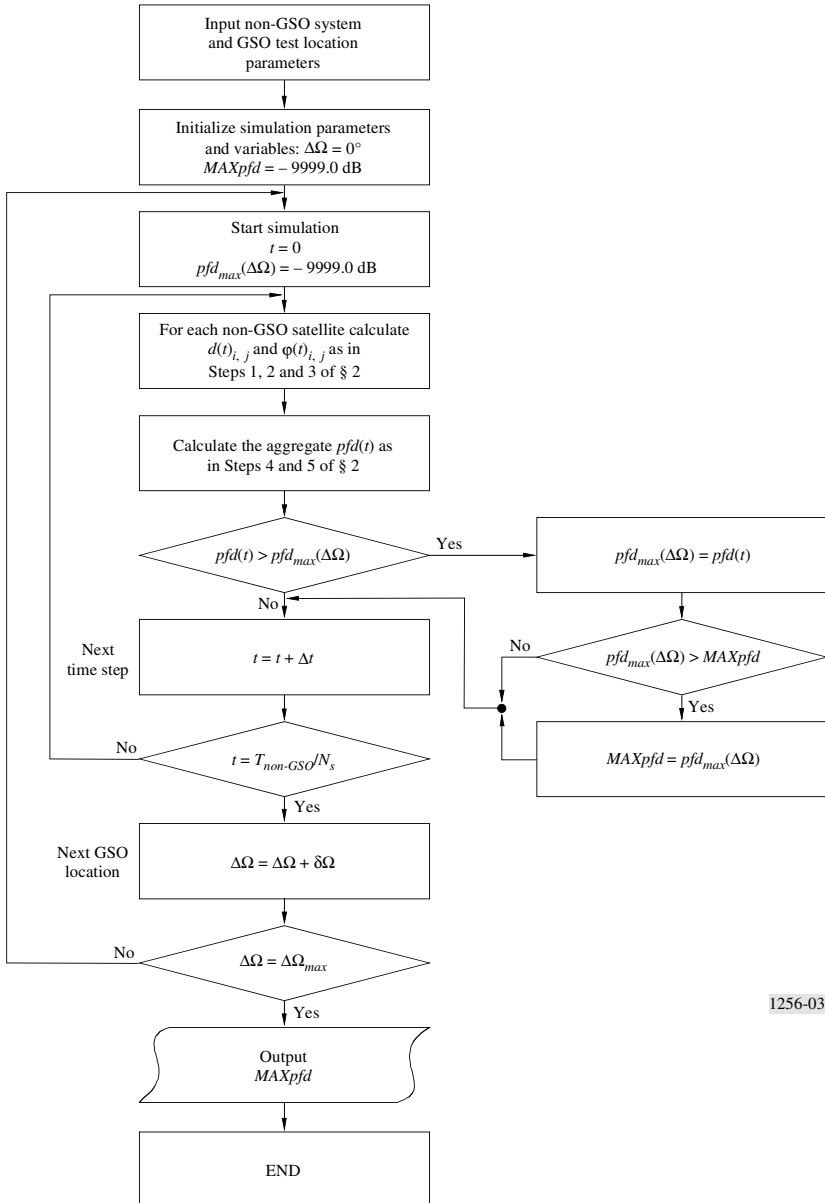 Input non-GSO system
and GSO test location
parameters
Initialize simulation parameters
and variables: ΔΩ = 0°
MAXpfd = – 9999.0 dB
Start simulation
t = 0
pfd_max(ΔΩ) = – 9999.0 dB
For each non-GSO satellite calculate
d(t)_i, j and φ(t)_i, j as in
Steps 1, 2 and 3 of § 2
Calculate the aggregate pfd(t) as
in Steps 4 and 5 of § 2
pfd(t) > pfd_max(ΔΩ)
Yes
pfd_max(ΔΩ) = pfd(t)
No
Next
time step
t = t + Δt
No
pfd_max(ΔΩ) > MAXpfd
Yes
MAXpfd = pfd_max(ΔΩ)
No
t = T_non-GSO/N_s
Yes
Next GSO
location
ΔΩ = ΔΩ + δΩ
No
ΔΩ = ΔΩ_max
Yes
Output
MAXpfd
END
1256-03